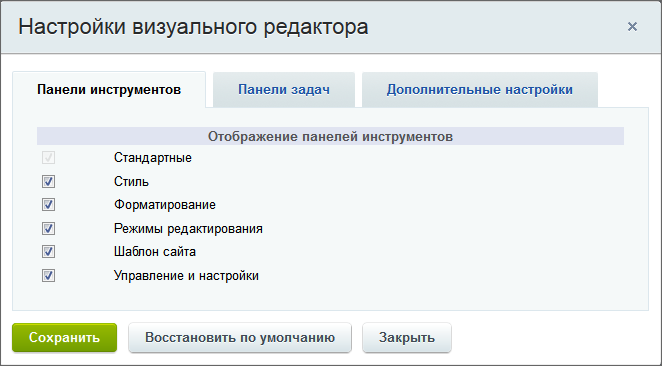 Настройки визуального редактора
Панели инструментов Панели задач Дополнительные настройки
Отображение панелей инструментов
Стандартные
Стиль
Форматирование
Режимы редактирования
Шаблон сайта
Управление и настройки
Сохранить Восстановить по умолчанию Закрыть